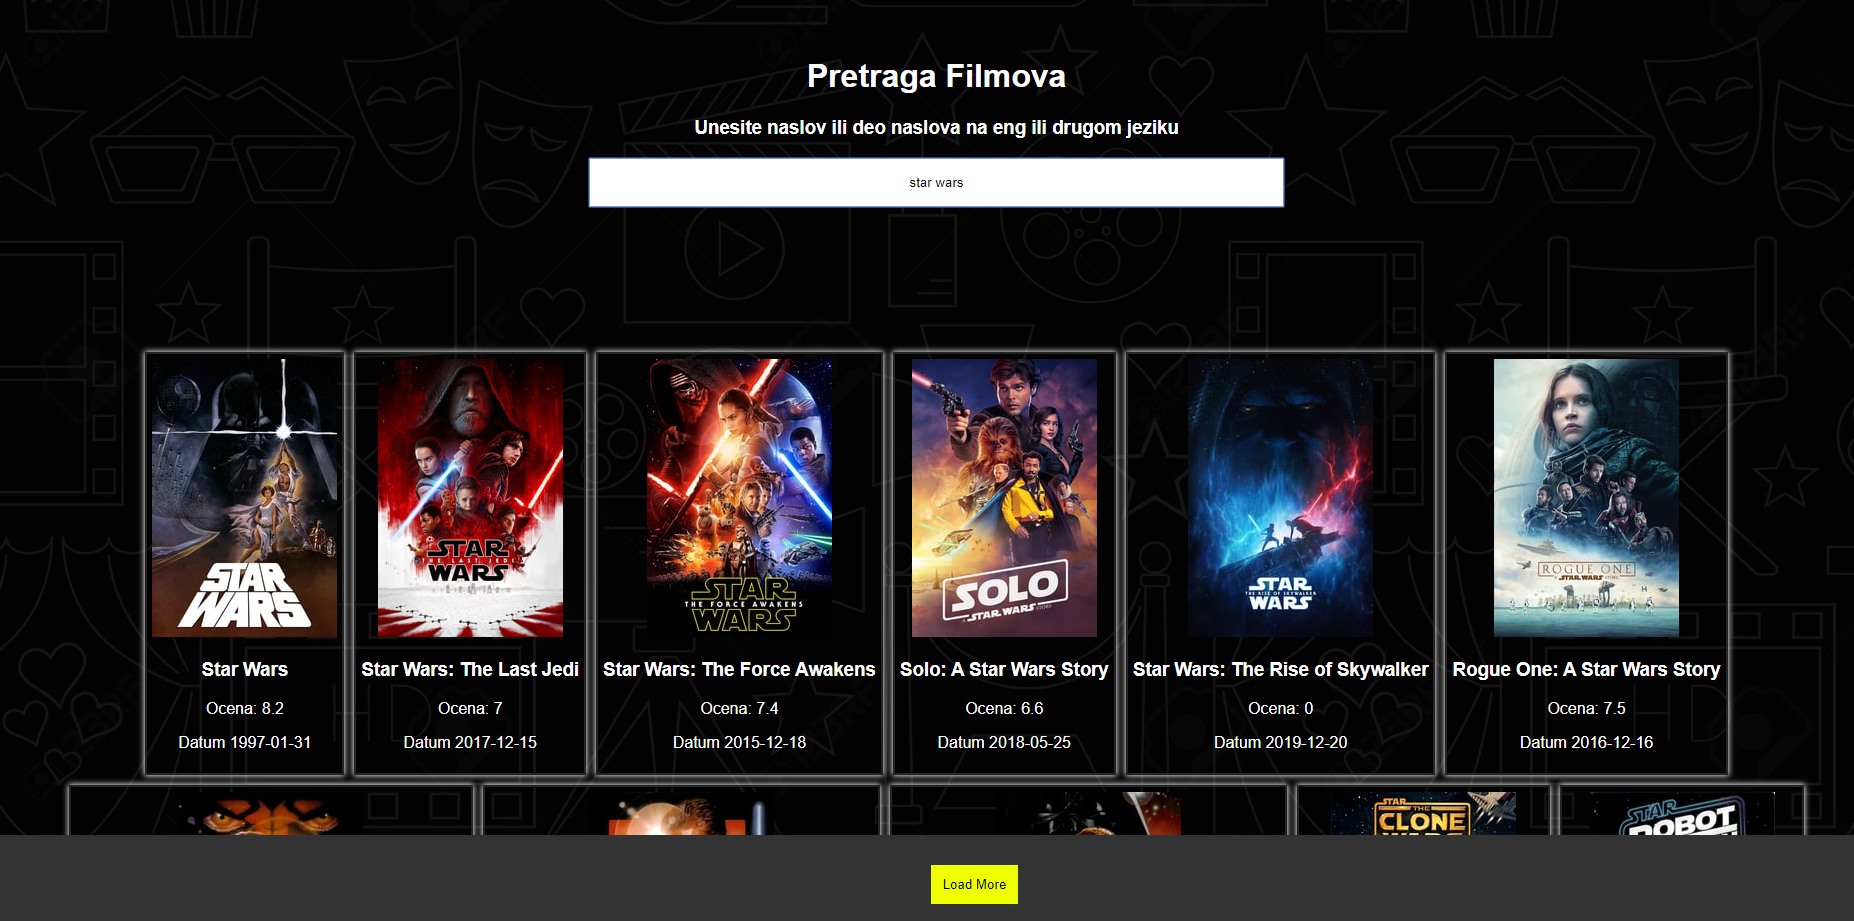 Pretraga Filmova
Unesite naslov ili deo naslova na eng ili drugom jeziku
star wars
STAR
WARS
STAR
THE LAST JEDI
WARS
STAR
THE FORCE AWAKENS
WARS
SOLO
A STAR WARS STORY
STAR
THE RISE OF SKYWALKER
WARS
ROGUE ONE
A STAR WARS STORY
Star Wars
Ocena: 8.2
Datum 1997-01-31
Star Wars: The Last Jedi
Ocena: 7
Datum 2017-12-15
Star Wars: The Force Awakens
Ocena: 7.4
Datum 2015-12-18
Solo: A Star Wars Story
Ocena: 6.6
Datum 2018-05-25
Star Wars: The Rise of Skywalker
Ocena: 0
Datum 2019-12-20
Rogue One: A Star Wars Story
Ocena: 7.5
Datum 2016-12-16
STAR THE
CLONE
WARS
STAR
ROBOT
Load More